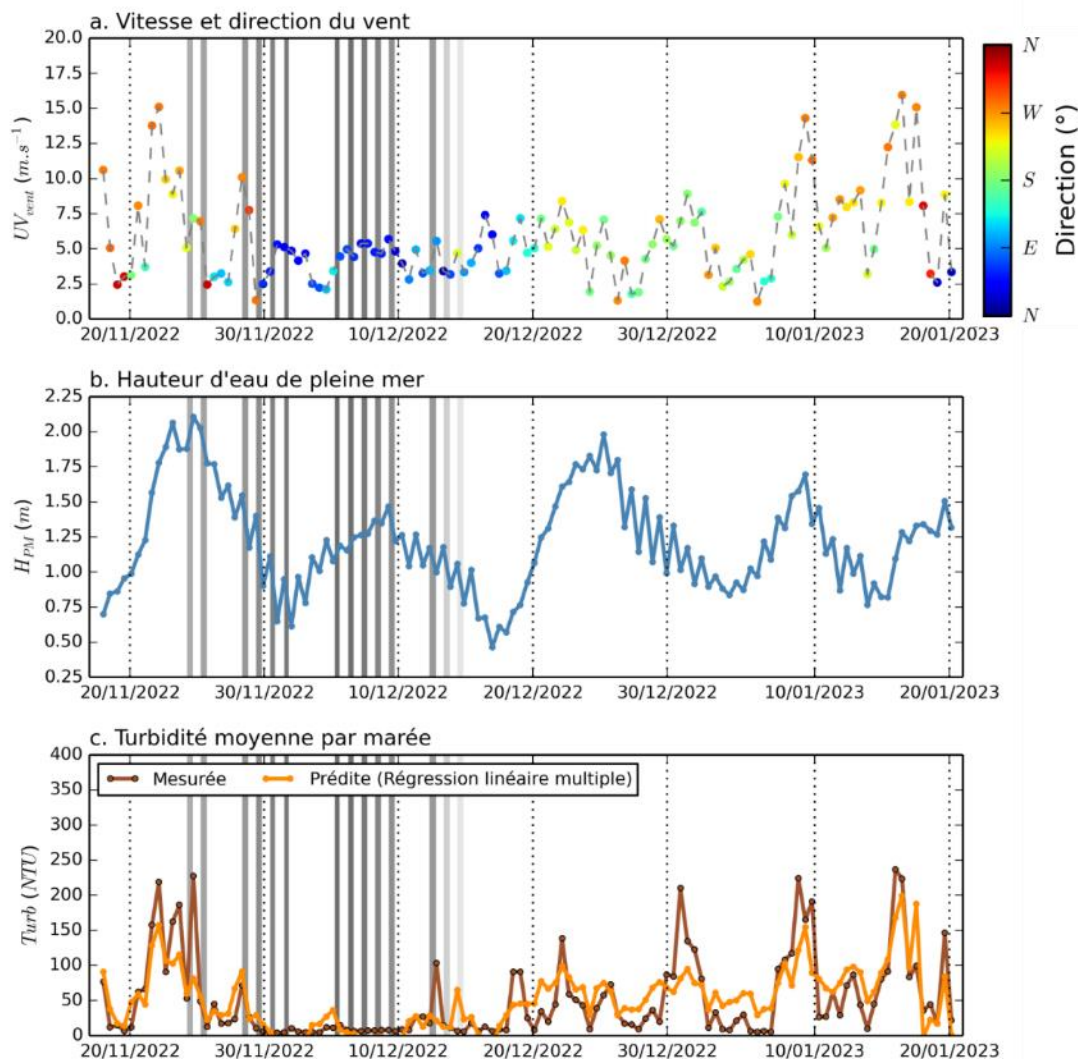 a. Vitesse et direction du vent
20.0
17.5
15.0
12.5
10.0
7.5
5.0
2.5
0.0
UV_vent (m.s⁻¹)
20/11/2022 30/11/2022 10/12/2022 20/12/2022 30/12/2022 10/01/2023 20/01/2023
N
W
S
E
N
Direction (°)
b. Hauteur d'eau de pleine mer
2.25
2.00
1.75
1.50
1.25
1.00
0.75
0.50
0.25
H_PM (m)
20/11/2022 30/11/2022 10/12/2022 20/12/2022 30/12/2022 10/01/2023 20/01/2023
c. Turbidité moyenne par marée
400
350
300
250
200
150
100
50
0
Turb (NTU)
Mesurée Prédite (Régression linéaire multiple)
20/11/2022 30/11/2022 10/12/2022 20/12/2022 30/12/2022 10/01/2023 20/01/2023